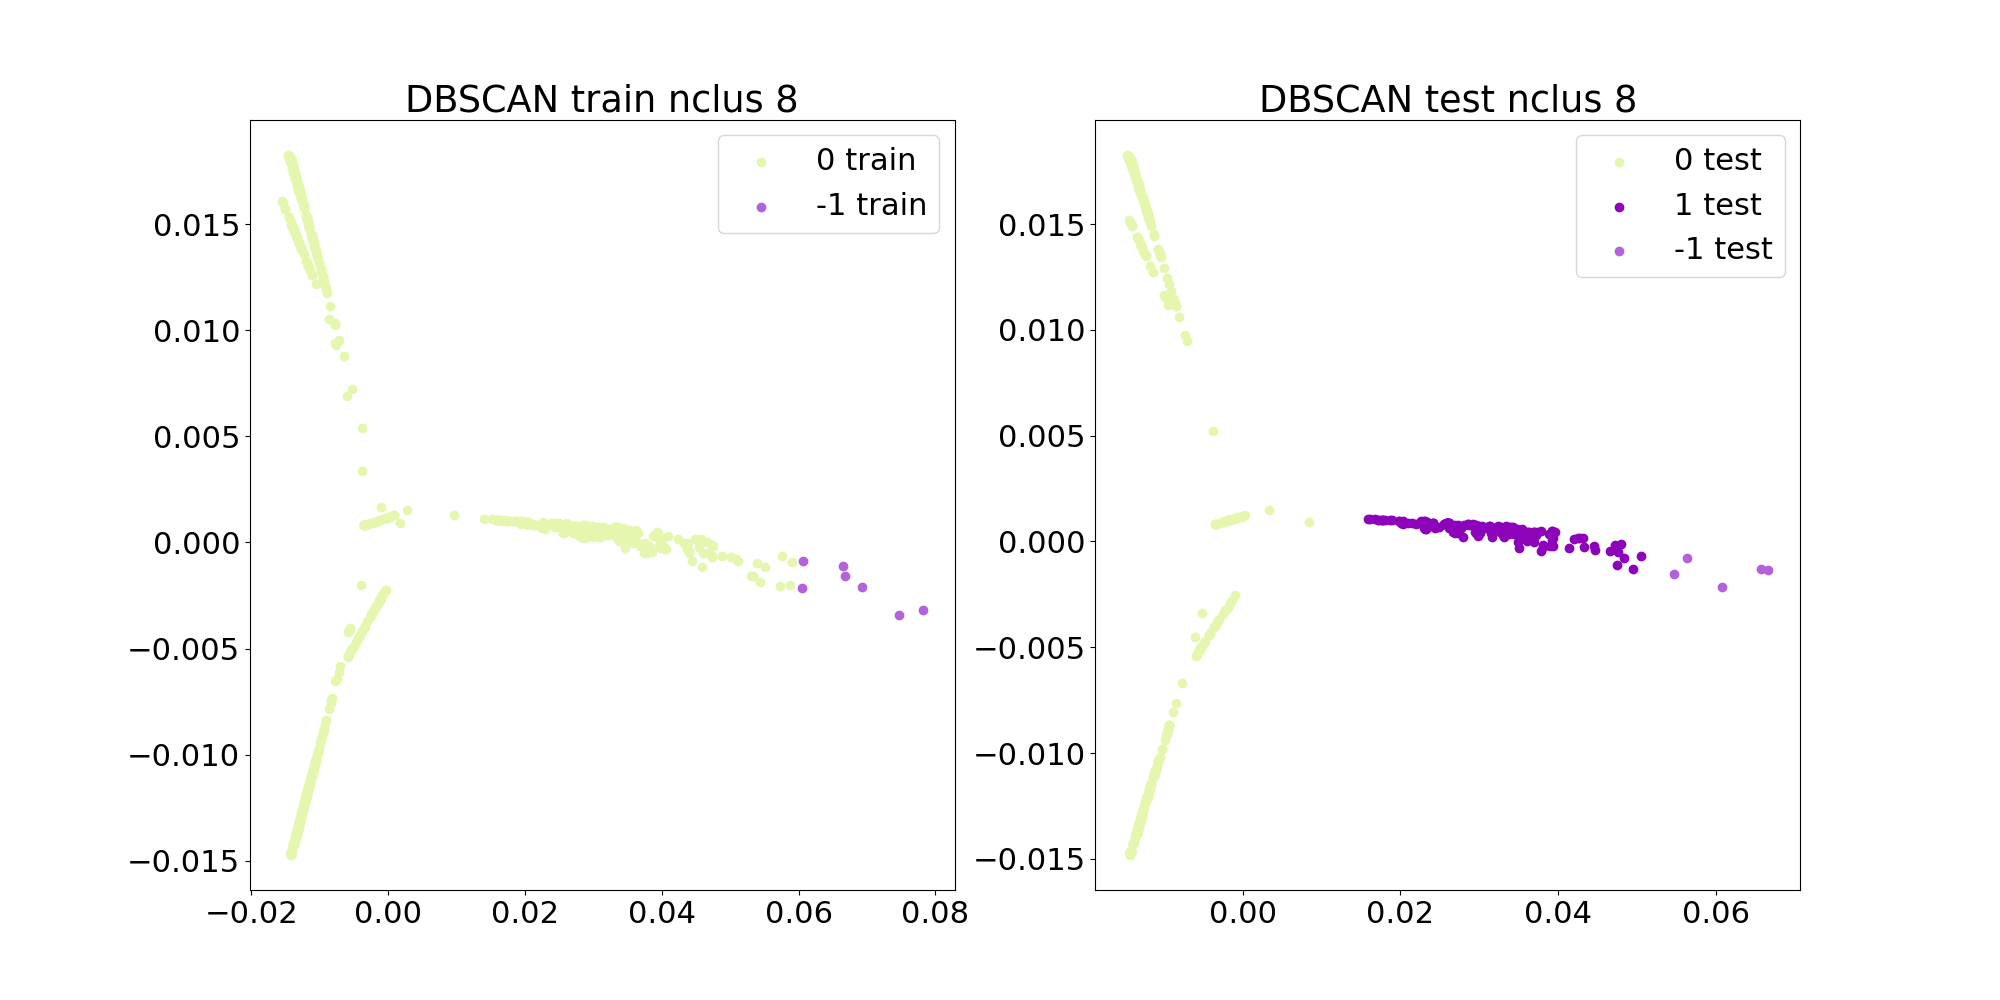 DBSCAN train nclus 8
0 train
-1 train
0.015
0.010
0.005
0.000
−0.005
−0.010
−0.015
−0.02 0.00 0.02 0.04 0.06 0.08
DBSCAN test nclus 8
0 test
1 test
-1 test
0.015
0.010
0.005
0.000
−0.005
−0.010
−0.015
0.00 0.02 0.04 0.06